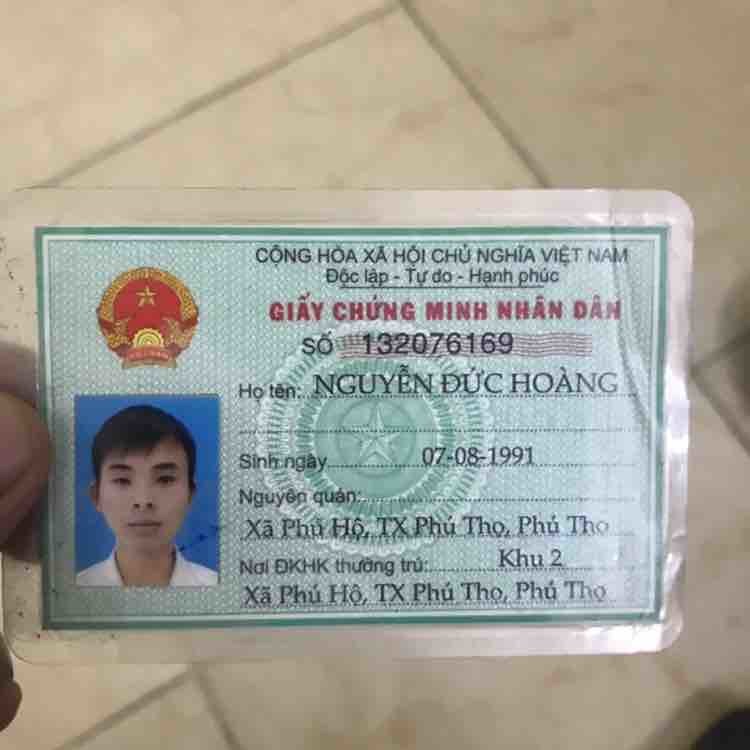 CỘNG HÒA XÃ HỘI CHỦ NGHĨA VIỆT NAM
Độc lập - Tự do - Hạnh phúc
GIẤY CHỨNG MINH NHÂN DÂN
SỐ 132076169
Họ tên: NGUYỄN ĐỨC HOÀNG
Sinh ngày 07-08-1991
Nguyên quán:
Xã Phú Hộ, TX Phú Thọ, Phú Thọ
Nơi ĐKHK thường trú: Khu 2
Xã Phú Hộ, TX Phú Thọ, Phú Thọ